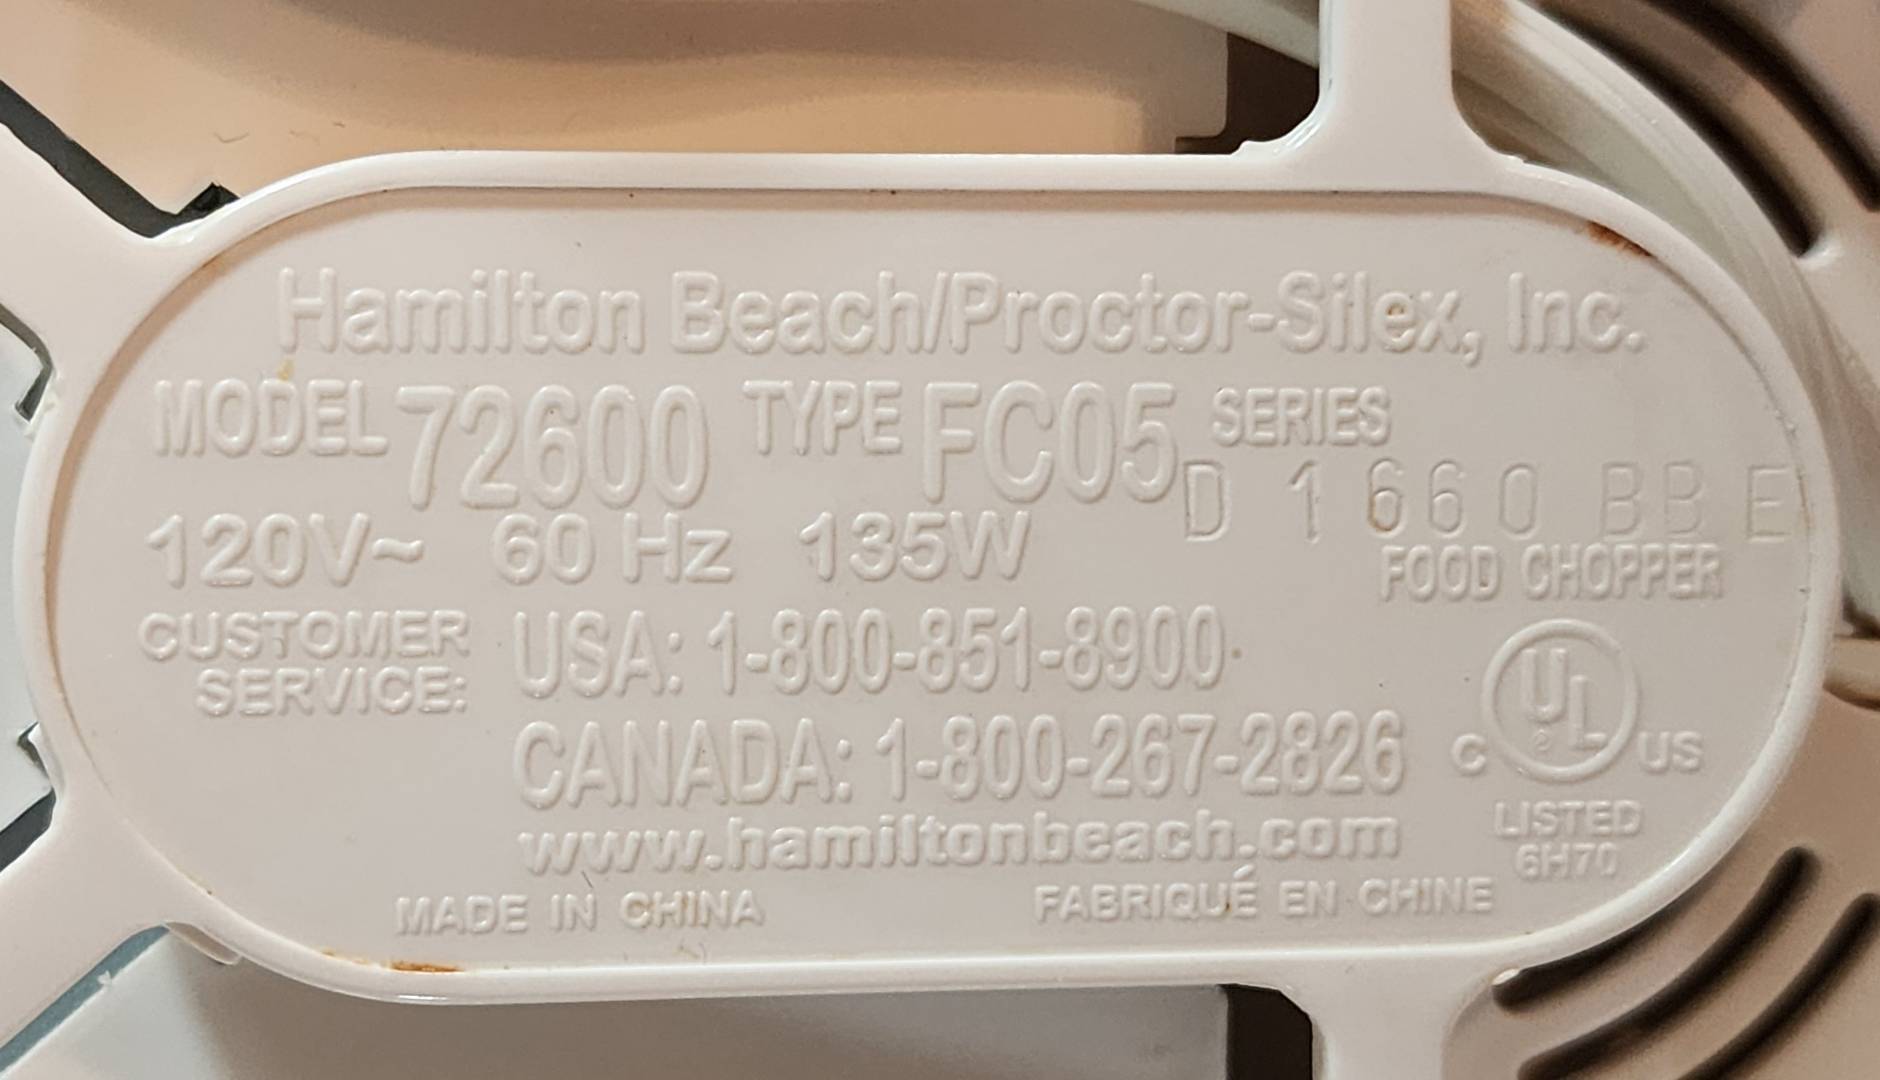 Hamilton Beach/Proctor-Silex, Inc.
MODEL 72600 TYPE FC05 SERIES
D 1660 BBE
120V~ 60 Hz 135W
FOOD CHOPPER
CUSTOMER SERVICE:
USA: 1-800-851-8900
CANADA: 1-800-267-2826
www.hamiltonbeach.com
C UL® US
LISTED
6H70
MADE IN CHINA FABRIQUÉ EN CHINE